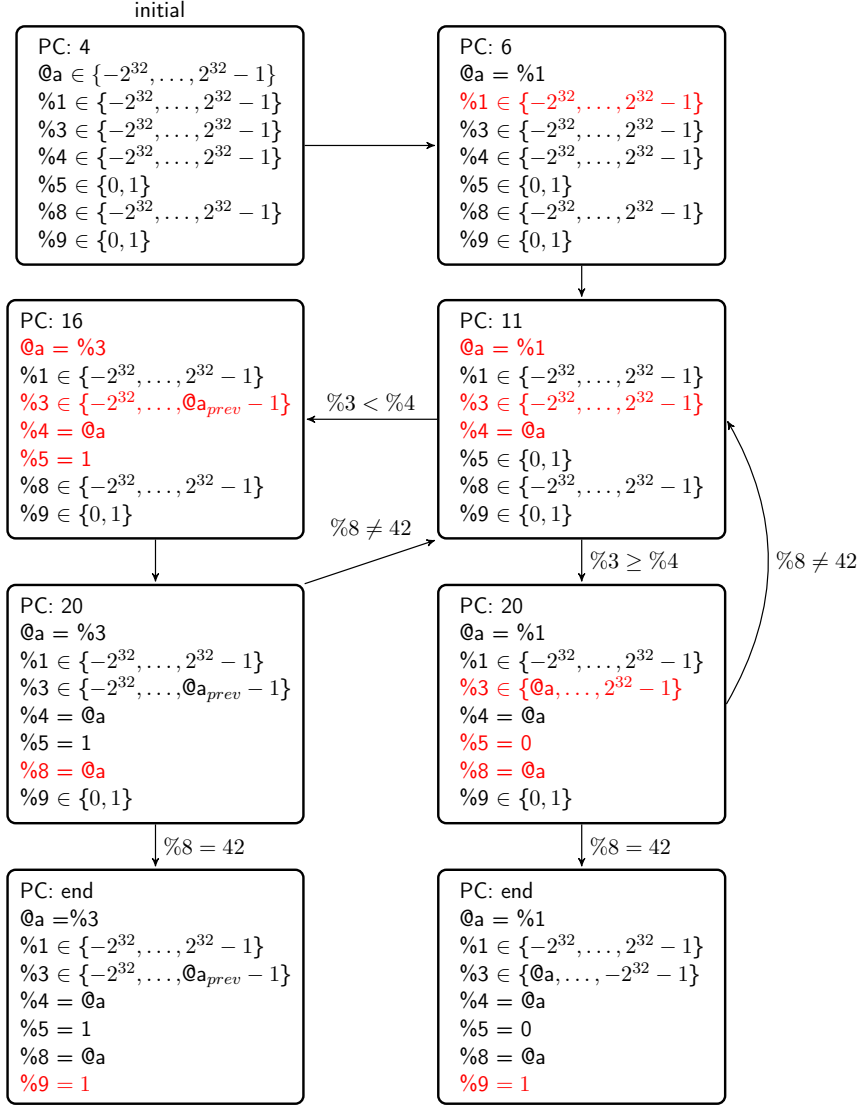 initial
PC: 4
@a ∈ {−2^32, …, 2^32 − 1}
%1 ∈ {−2^32, …, 2^32 − 1}
%3 ∈ {−2^32, …, 2^32 − 1}
%4 ∈ {−2^32, …, 2^32 − 1}
%5 ∈ {0, 1}
%8 ∈ {−2^32, …, 2^32 − 1}
%9 ∈ {0, 1}
PC: 6
@a = %1
%1 ∈ {−2^32, …, 2^32 − 1}
%3 ∈ {−2^32, …, 2^32 − 1}
%4 ∈ {−2^32, …, 2^32 − 1}
%5 ∈ {0, 1}
%8 ∈ {−2^32, …, 2^32 − 1}
%9 ∈ {0, 1}
PC: 16
@a = %3
%1 ∈ {−2^32, …, 2^32 − 1}
%3 ∈ {−2^32, …, @a_prev − 1}
%4 = @a
%5 = 1
%8 ∈ {−2^32, …, 2^32 − 1}
%9 ∈ {0, 1}
%3 < %4
PC: 11
@a = %1
%1 ∈ {−2^32, …, 2^32 − 1}
%3 ∈ {−2^32, …, 2^32 − 1}
%4 = @a
%5 ∈ {0, 1}
%8 ∈ {−2^32, …, 2^32 − 1}
%9 ∈ {0, 1}
%8 ≠ 42
%3 ≥ %4
%8 ≠ 42
PC: 20
@a = %3
%1 ∈ {−2^32, …, 2^32 − 1}
%3 ∈ {−2^32, …, @a_prev − 1}
%4 = @a
%5 = 1
%8 = @a
%9 ∈ {0, 1}
PC: 20
@a = %1
%1 ∈ {−2^32, …, 2^32 − 1}
%3 ∈ {@a, …, 2^32 − 1}
%4 = @a
%5 = 0
%8 = @a
%9 ∈ {0, 1}
%8 = 42
%8 = 42
PC: end
@a =%3
%1 ∈ {−2^32, …, 2^32 − 1}
%3 ∈ {−2^32, …, @a_prev − 1}
%4 = @a
%5 = 1
%8 = @a
%9 = 1
PC: end
@a = %1
%1 ∈ {−2^32, …, 2^32 − 1}
%3 ∈ {@a, …, −2^32 − 1}
%4 = @a
%5 = 0
%8 = @a
%9 = 1